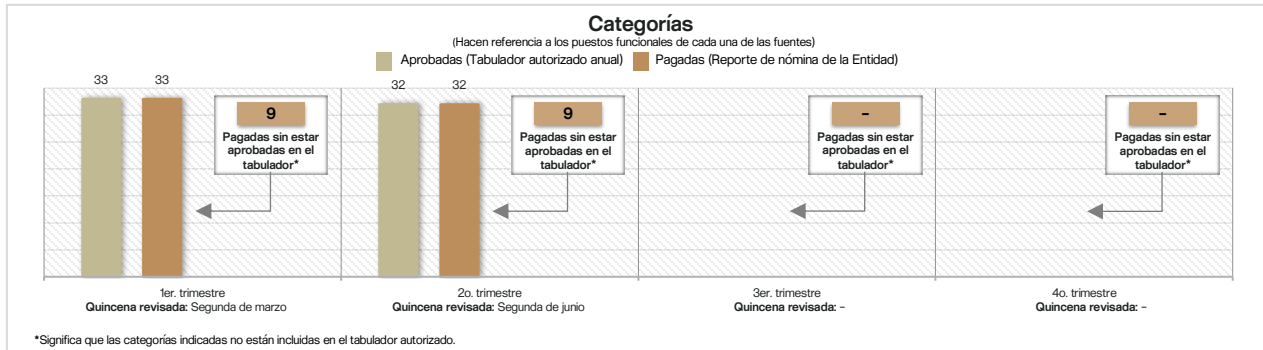 Categorías
(Hacen referencia a los puestos funcionales de cada una de las fuentes)
Aprobadas (Tabulador autorizado anual)
Pagadas (Reporte de nómina de la Entidad)
33
33
9
Pagadas sin estar
aprobadas en el
tabulador*
32
32
9
Pagadas sin estar
aprobadas en el
tabulador*
-
Pagadas sin estar
aprobadas en el
tabulador*
-
Pagadas sin estar
aprobadas en el
tabulador*
1er. trimestre
Quincena revisada: Segunda de marzo
2o. trimestre
Quincena revisada: Segunda de junio
3er. trimestre
Quincena revisada: -
4o. trimestre
Quincena revisada: -
*Significa que las categorías indicadas no están incluidas en el tabulador autorizado.